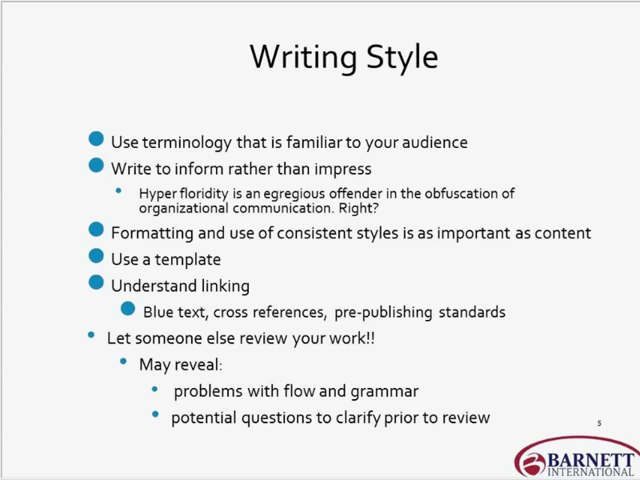 Writing Style
Use terminology that is familiar to your audience
Write to inform rather than impress
Hyper floridity is an egregious offender in the obfuscation of
organizational communication. Right?
Formatting and use of consistent styles is as important as content
Use a template
Understand linking
Blue text, cross references, pre-publishing standards
Let someone else review your work!!
May reveal:
problems with flow and grammar
potential questions to clarify prior to review
5
BARNETT
INTERNATIONAL